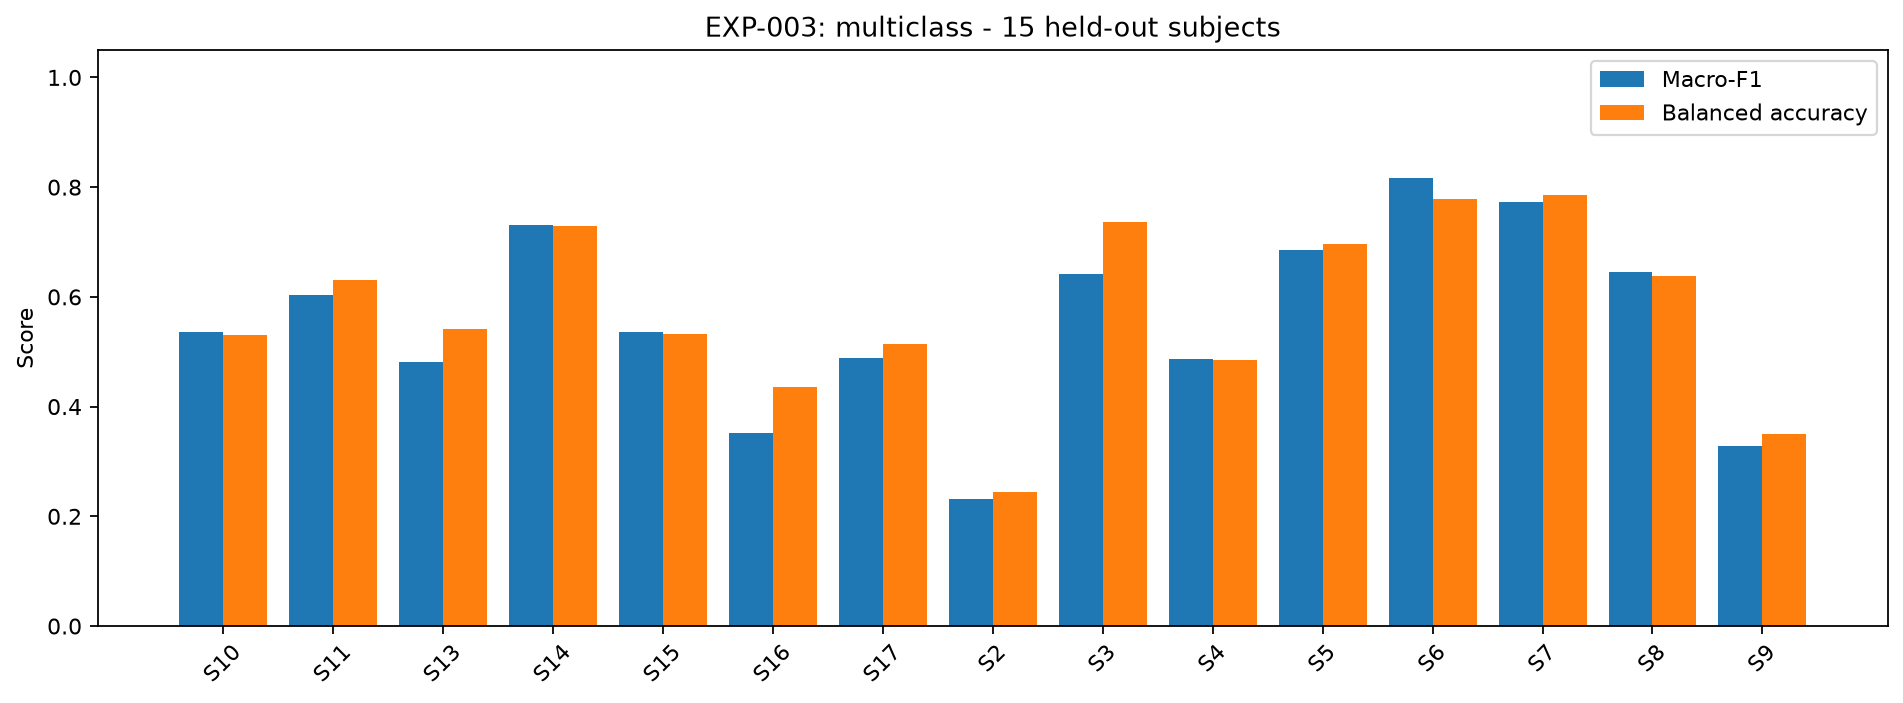 EXP-003: multiclass - 15 held-out subjects
Macro-F1
Balanced accuracy
Score
1.0
0.8
0.6
0.4
0.2
0.0
S10 S11 S13 S14 S15 S16 S17 S2 S3 S4 S5 S6 S7 S8 S9